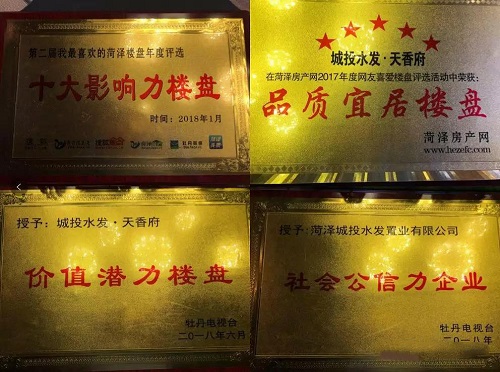 第二届我最喜欢的菏泽楼盘年度评选
十大影响力楼盘
时间：2018年1月
城投水发·天香府
在菏泽房产网2017年度网友喜爱楼盘评选活动中荣获：
品质宜居楼盘
菏泽房产网
www.hezefc.com
授予：城投水发·天香府
价值潜力楼盘
牡丹电视台
二〇一八年六月
授予：菏泽城投水发置业有限公司
社会公信力企业
牡丹电视台
二〇一八年